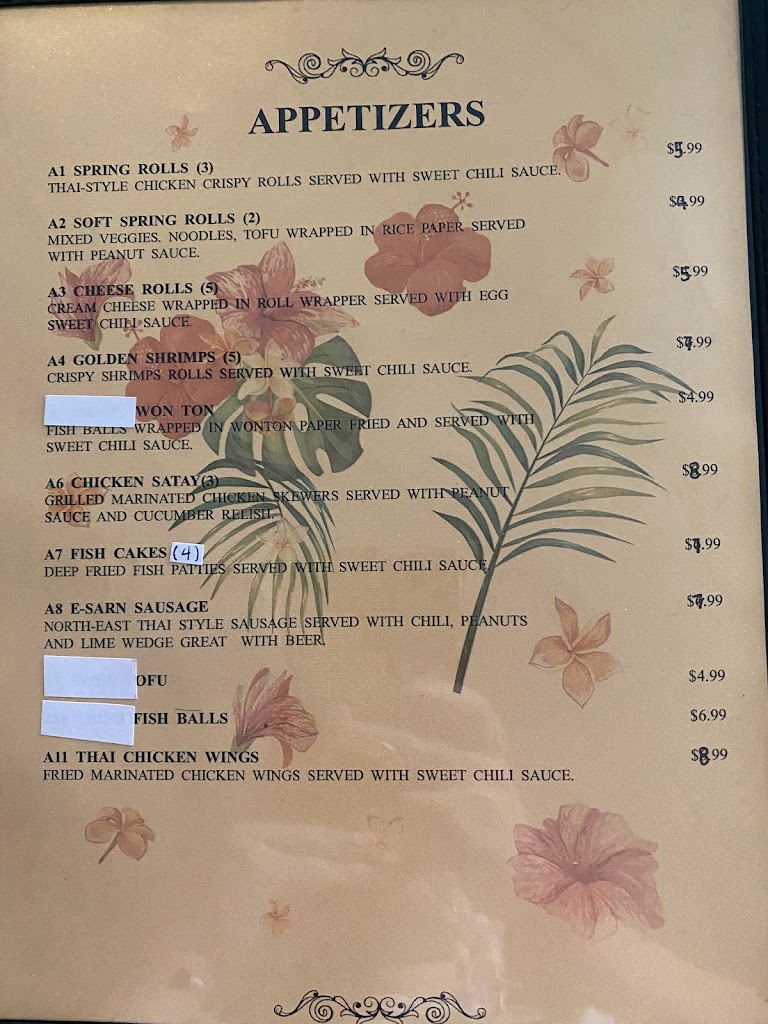 APPETIZERS
A1 SPRING ROLLS (3) $5.99
THAI-STYLE CHICKEN CRISPY ROLLS SERVED WITH SWEET CHILI SAUCE.
A2 SOFT SPRING ROLLS (2) .99
MIXED VEGGIES. NOODLES, TOFU WRAPPED IN RICE PAPER SERVED
WITH PEANUT SAUCE.
A3 CHEESE ROLLS (5) $5.99
CREAM CHEESE WRAPPED IN ROLL WRAPPER SERVED WITH EGG
SWEET CHILI SAUCE
A4 GOLDEN SHRIMPS (5) .99
CRISPY SHRIMPS ROLLS SERVED WITH SWEET CHILI SAUCE.
WON TON $4.99
FISH BALLS WRAPPED IN WONTON PAPER FRIED AND SERVED WITH
SWEET CHILI SAUCE.
A6 CHICKEN SATAY(3) $8.99
GRILLED MARINATED CHICKEN SKEWERS SERVED WITH PEANUT
SAUCE AND CUCUMBER RELISH.
A7 FISH CAKES (4) .99
DEEP FRIED FISH PATTIES SERVED WITH SWEET CHILI SAUCE.
A8 E-SARN SAUSAGE .99
NORTH-EAST THAI STYLE SAUSAGE SERVED WITH CHILI, PEANUTS
AND LIME WEDGE GREAT WITH BEER.
OFU $4.99
FISH BALLS $6.99
A11 THAI CHICKEN WINGS $8.99
FRIED MARINATED CHICKEN WINGS SERVED WITH SWEET CHILI SAUCE.